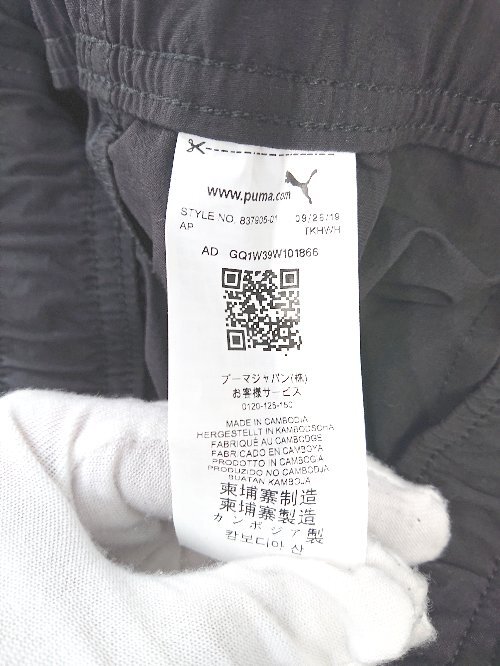 www.puma.com
STYLE NO. 837905-01 09/26/19
AP TKHWH
AD GQ1W39W101866
プーマジャパン(株)
お客様サービス
0120-125-150
MADE IN CAMBODIA
HERGESTELLT IN KAMBODSCHA
FABRIQUÉ AU CAMBODGE
FABRICADO EN CAMBOYA
PRODOTTO IN CAMBOGIA
PRODUZIDO NO CAMBODJA
BUATAN KAMBOJA
柬埔寨制造
柬埔寨製造
カンボジア製
캄보디아 산